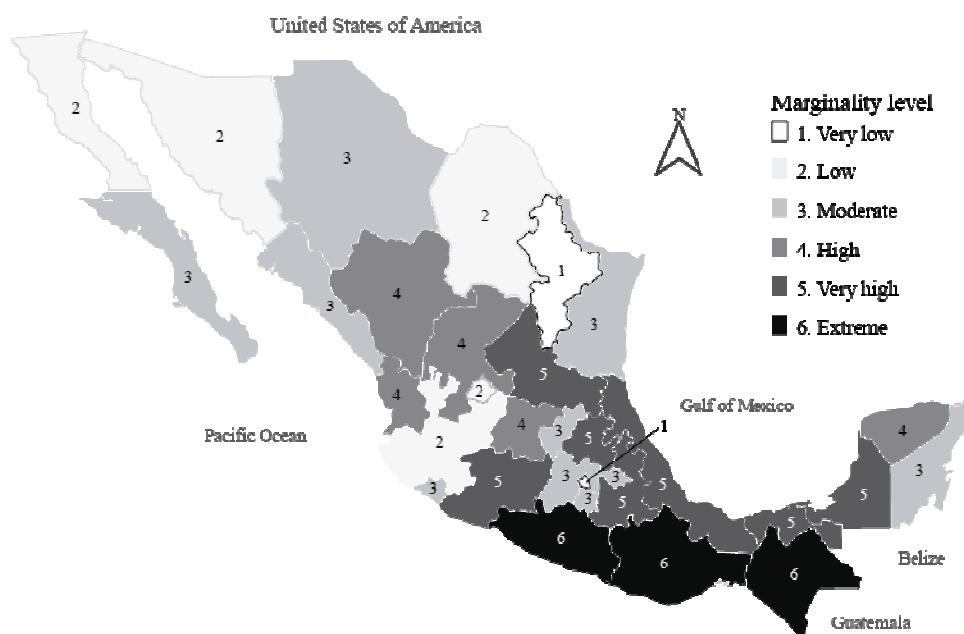 United States of America
N
Marginality level
1. Very low
2. Low
3. Moderate
4. High
5. Very high
6. Extreme
2
2
3
2
1
3
4
3
3
4
5
4
2
Gulf of Mexico
1
4
3
5
4
3
2
Pacific Ocean
5
3
3
3
3
5
5
5
5
3
6
6
6
Belize
Guatemala